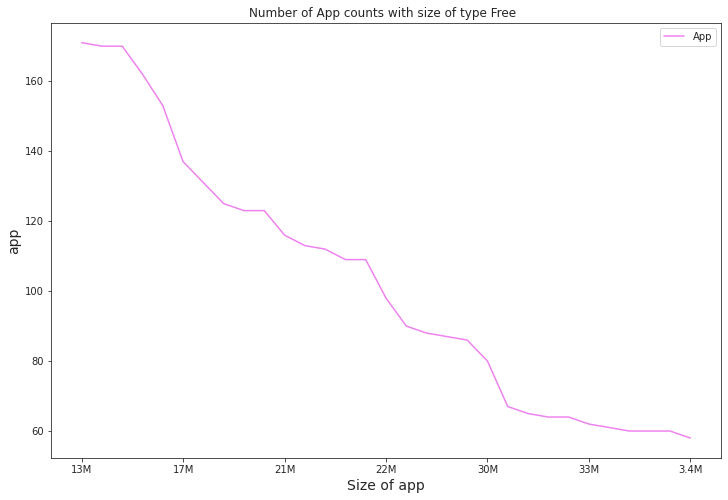 Number of App counts with size of type Free
App
160
140
120
100
80
60
app
13M 17M 21M 22M 30M 33M 3.4M
Size of app